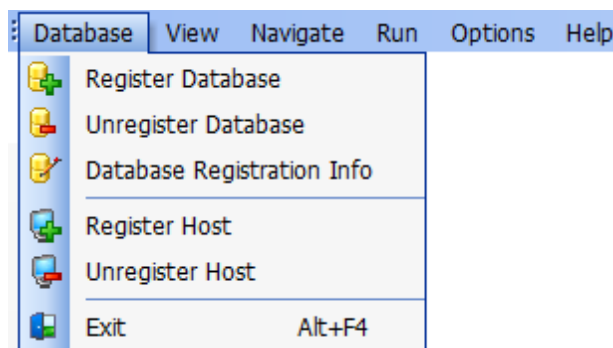 Database View Navigate Run Options Help
Register Database
Unregister Database
Database Registration Info
Register Host
Unregister Host
Exit Alt+F4